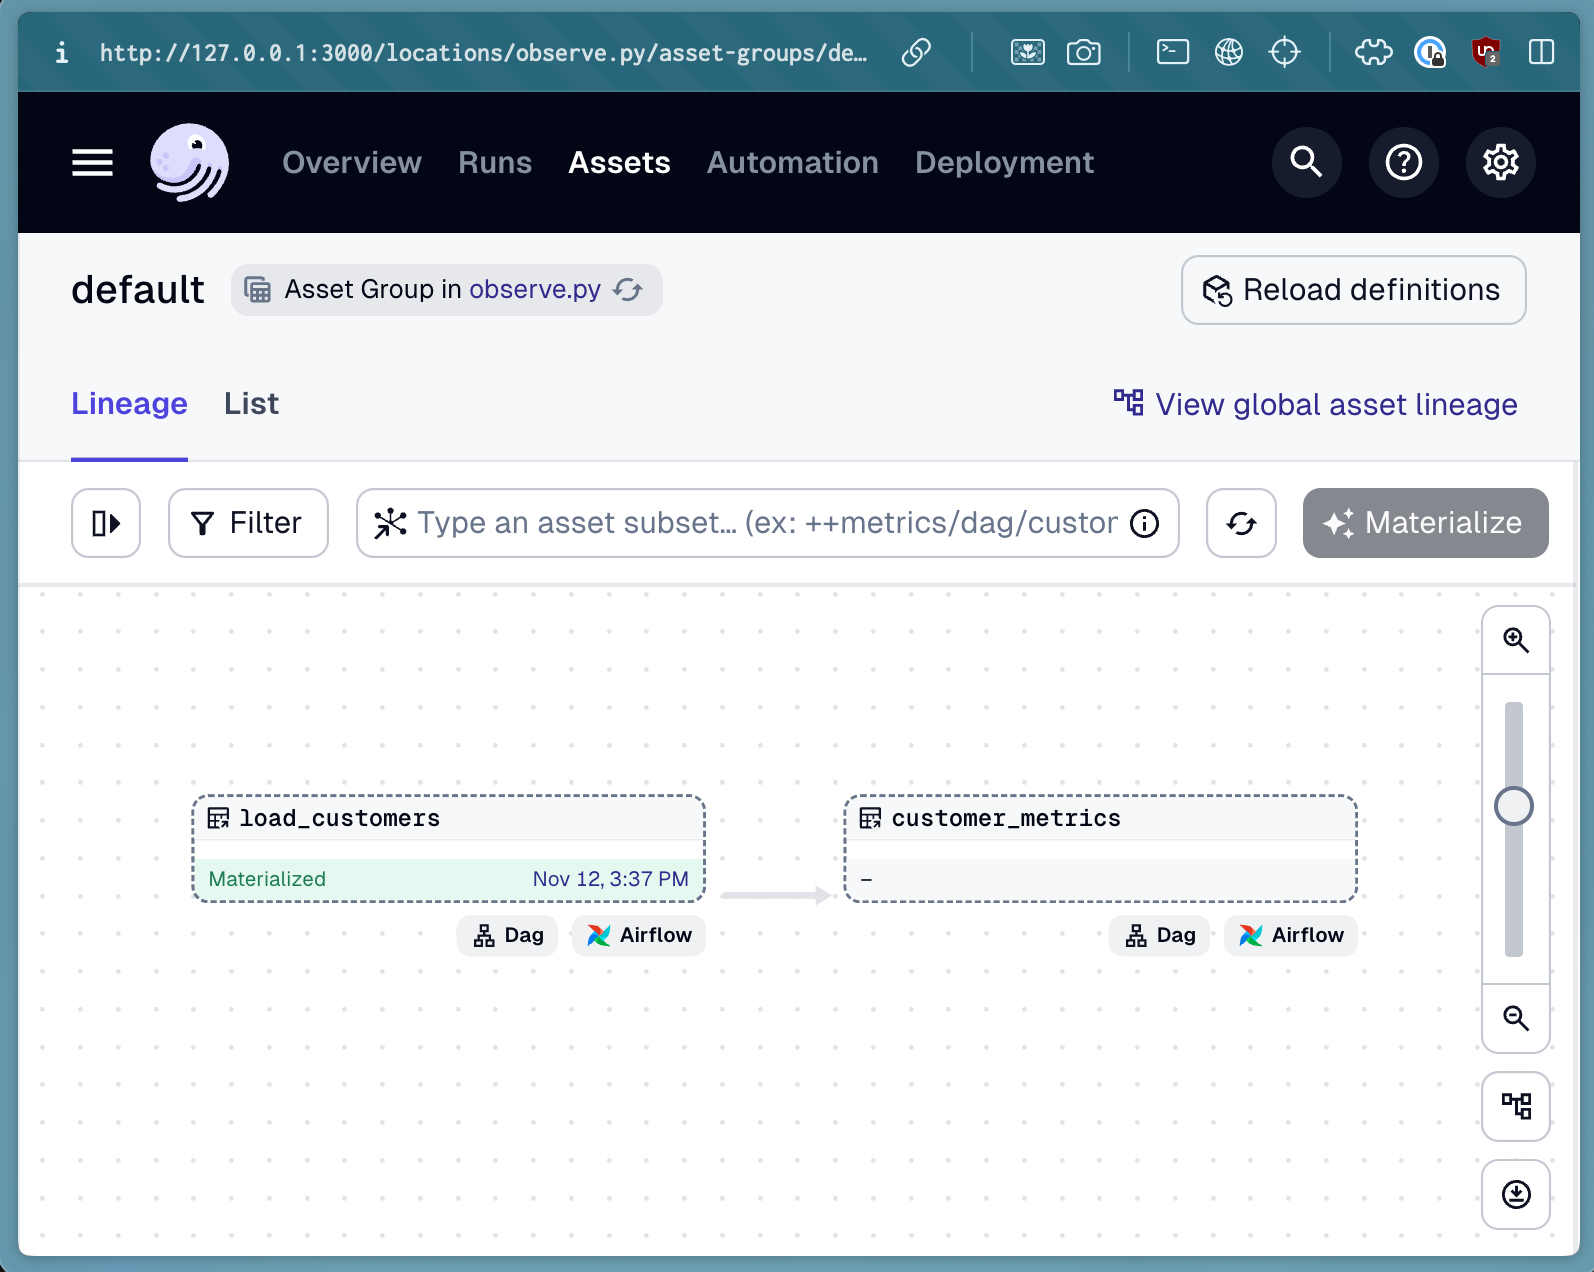 http://127.0.0.1:3000/locations/observe.py/asset-groups/de…
2
Overview Runs Assets Automation Deployment
default Asset Group in observe.py Reload definitions
Lineage List View global asset lineage
Filter Type an asset subset… (ex: ++metrics/dag/custor Materialize
load_customers customer_metrics
Materialized Nov 12, 3:37 PM –
Dag Airflow Dag Airflow